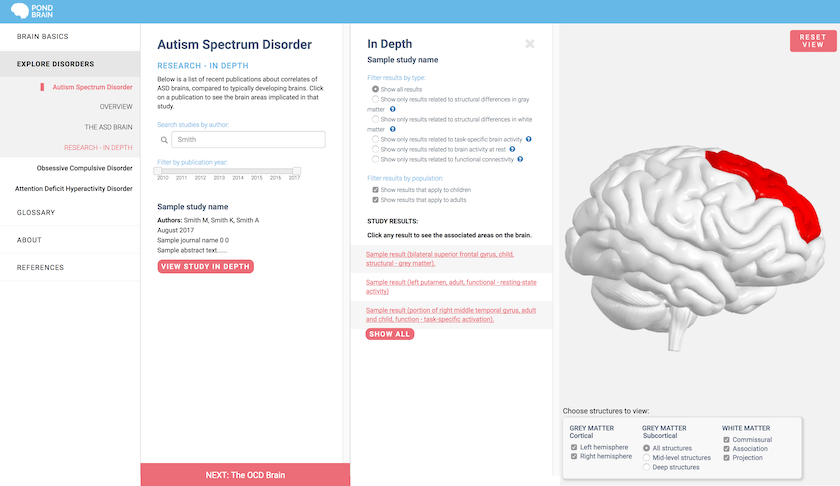 POND
BRAIN
BRAIN BASICS
EXPLORE DISORDERS
Autism Spectrum Disorder
OVERVIEW
THE ASD BRAIN
RESEARCH - IN DEPTH
Obsessive Compulsive Disorder
Attention Deficit Hyperactivity Disorder
GLOSSARY
ABOUT
REFERENCES
Autism Spectrum Disorder
RESEARCH - IN DEPTH
Below is a list of recent publications about correlates of
ASD brains, compared to typically developing brains. Click
on a publication to see the brain areas implicated in that
study.
Search studies by author:
Smith
Filter by publication year:
2010 2011 2012 2013 2014 2015 2016 2017
Sample study name
Authors: Smith M, Smith K, Smith A
August 2017
Sample journal name 0 0
Sample abstract text......
VIEW STUDY IN DEPTH
NEXT: The OCD Brain
In Depth
Sample study name
Filter results by type:
Show all results
Show only results related to structural differences in gray
matter ?
Show only results related to structural differences in white
matter ?
Show only results related to task-specific brain activity ?
Show only results related to brain activity at rest ?
Show only results related to functional connectivity ?
Filter results by population:
Show results that apply to children
Show results that apply to adults
STUDY RESULTS:
Click any result to see the associated areas on the brain.
Sample result (bilateral superior frontal gyrus, child,
structural - grey matter).
Sample result (left putamen, adult, functional - resting-state
activity)
Sample result (portion of right middle temporal gyrus, adult
and child, function - task-specific activation).
SHOW ALL
RESET
VIEW
Choose structures to view:
GREY MATTER
Cortical
Left hemisphere
Right hemisphere
GREY MATTER
Subcortical
All structures
Mid-level structures
Deep structures
WHITE MATTER
Commissural
Association
Projection